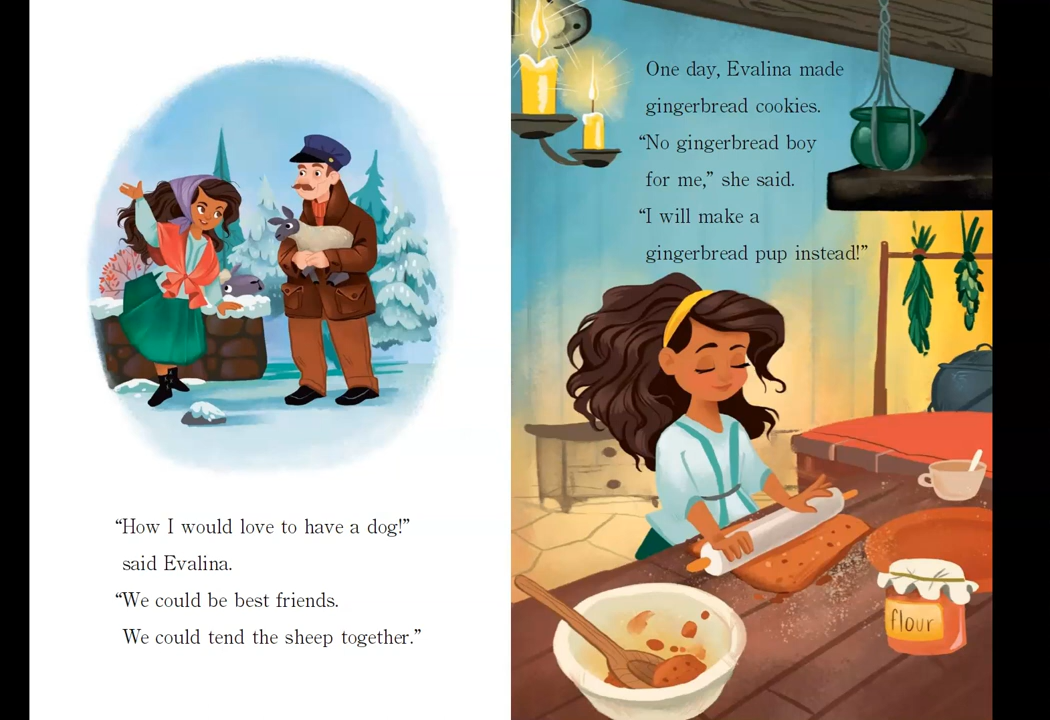 “How I would love to have a dog!”
said Evalina.
“We could be best friends.
We could tend the sheep together.”
One day, Evalina made
gingerbread cookies.
“No gingerbread boy
for me,” she said.
“I will make a
gingerbread pup instead!”
flour